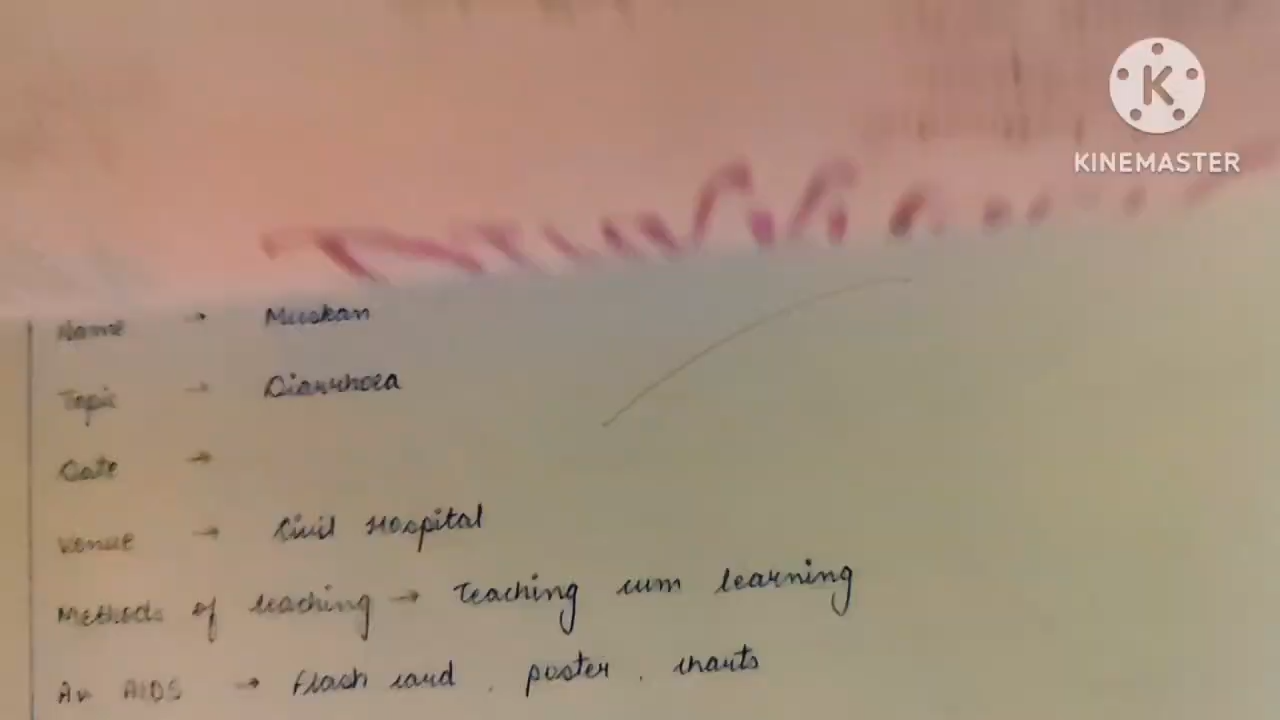 KINEMASTER
Name → Muskan
Topic → Diarrhoea
Date →
Venue → Civil Hospital
Methods of teaching → Teaching cum learning
Av AIDS → Flash card , poster , charts